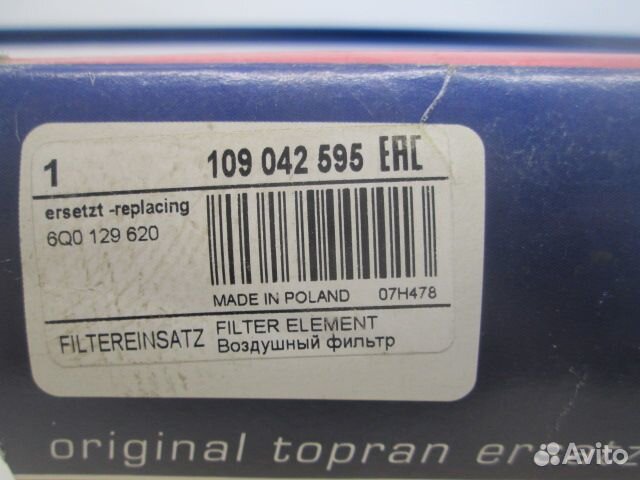 1 109 042 595 EAC
ersetzt -replacing
6Q0 129 620
MADE IN POLAND 07H478
FILTEREINSATZ FILTER ELEMENT
Воздушный фильтр
original topran ersatz
Avito